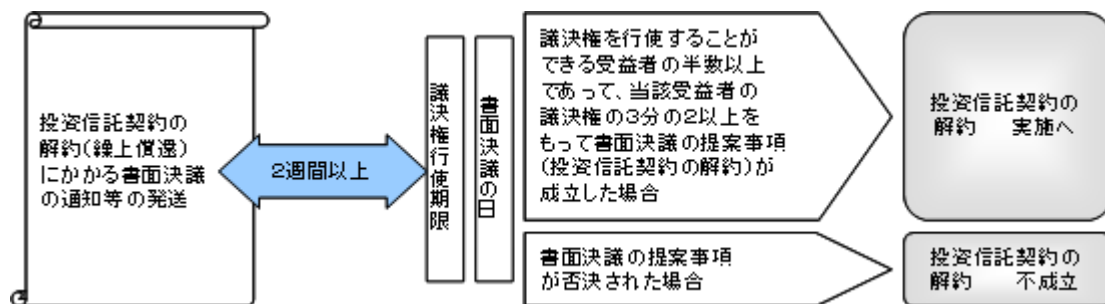 投資信託契約の
解約(繰上償還)
にかかる書面決議
の通知等の発送
2週間以上
議決権行使期限
書面決議の日
議決権を行使することが
できる受益者の半数以上
であって、当該受益者の
議決権の3分の2以上を
もって書面決議の提案事項
(投資信託契約の解約)が
成立した場合
投資信託契約の
解約 実施へ
書面決議の提案事項
が否決された場合
投資信託契約の
解約 不成立